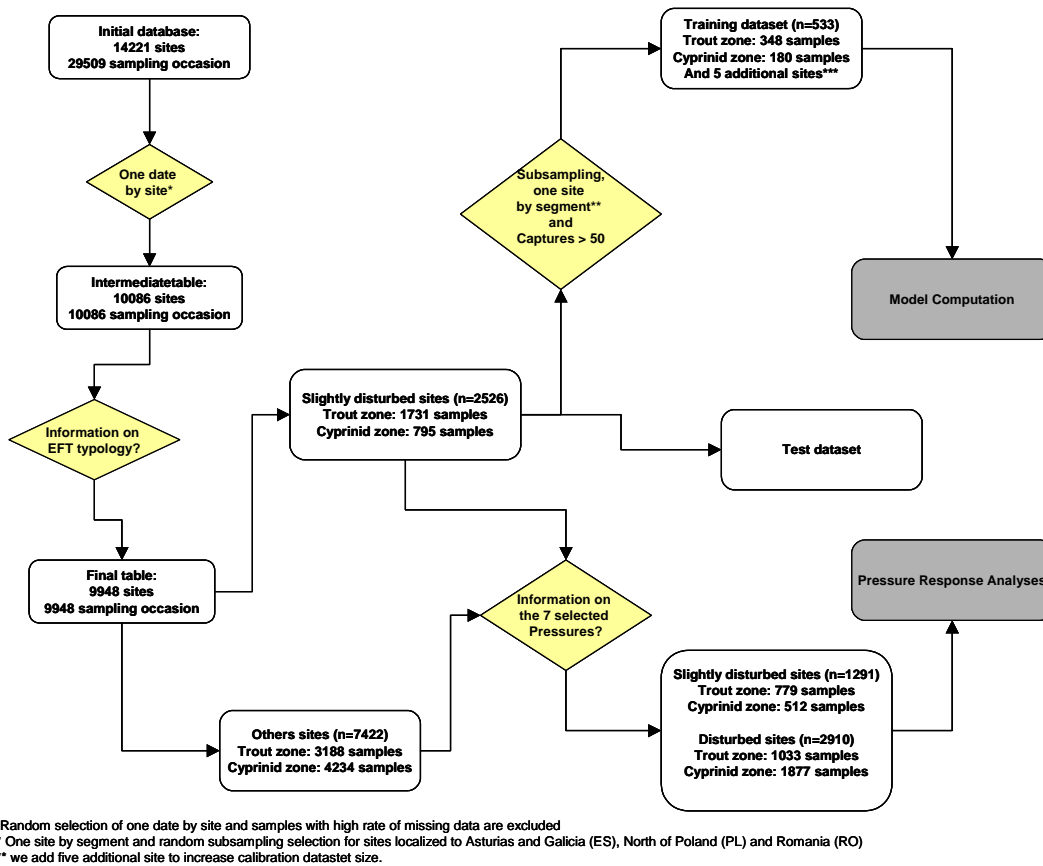 Initial database:
14221 sites
29509 sampling occasion
One date
by site*
Intermediatetable:
10086 sites
10086 sampling occasion
Information on
EFT typology?
Final table:
9948 sites
9948 sampling occasion
Slightly disturbed sites (n=2526)
Trout zone: 1731 samples
Cyprinid zone: 795 samples
Others sites (n=7422)
Trout zone: 3188 samples
Cyprinid zone: 4234 samples
Subsampling,
one site
by segment**
and
Captures > 50
Training dataset (n=533)
Trout zone: 348 samples
Cyprinid zone: 180 samples
And 5 additional sites***
Model Computation
Test dataset
Information on
the 7 selected
Pressures?
Pressure Response Analyses
Slightly disturbed sites (n=1291)
Trout zone: 779 samples
Cyprinid zone: 512 samples
Disturbed sites (n=2910)
Trout zone: 1033 samples
Cyprinid zone: 1877 samples
Random selection of one date by site and samples with high rate of missing data are excluded
* One site by segment and random subsampling selection for sites localized to Asturias and Galicia (ES), North of Poland (PL) and Romania (RO)
** we add five additional site to increase calibration datastet size.